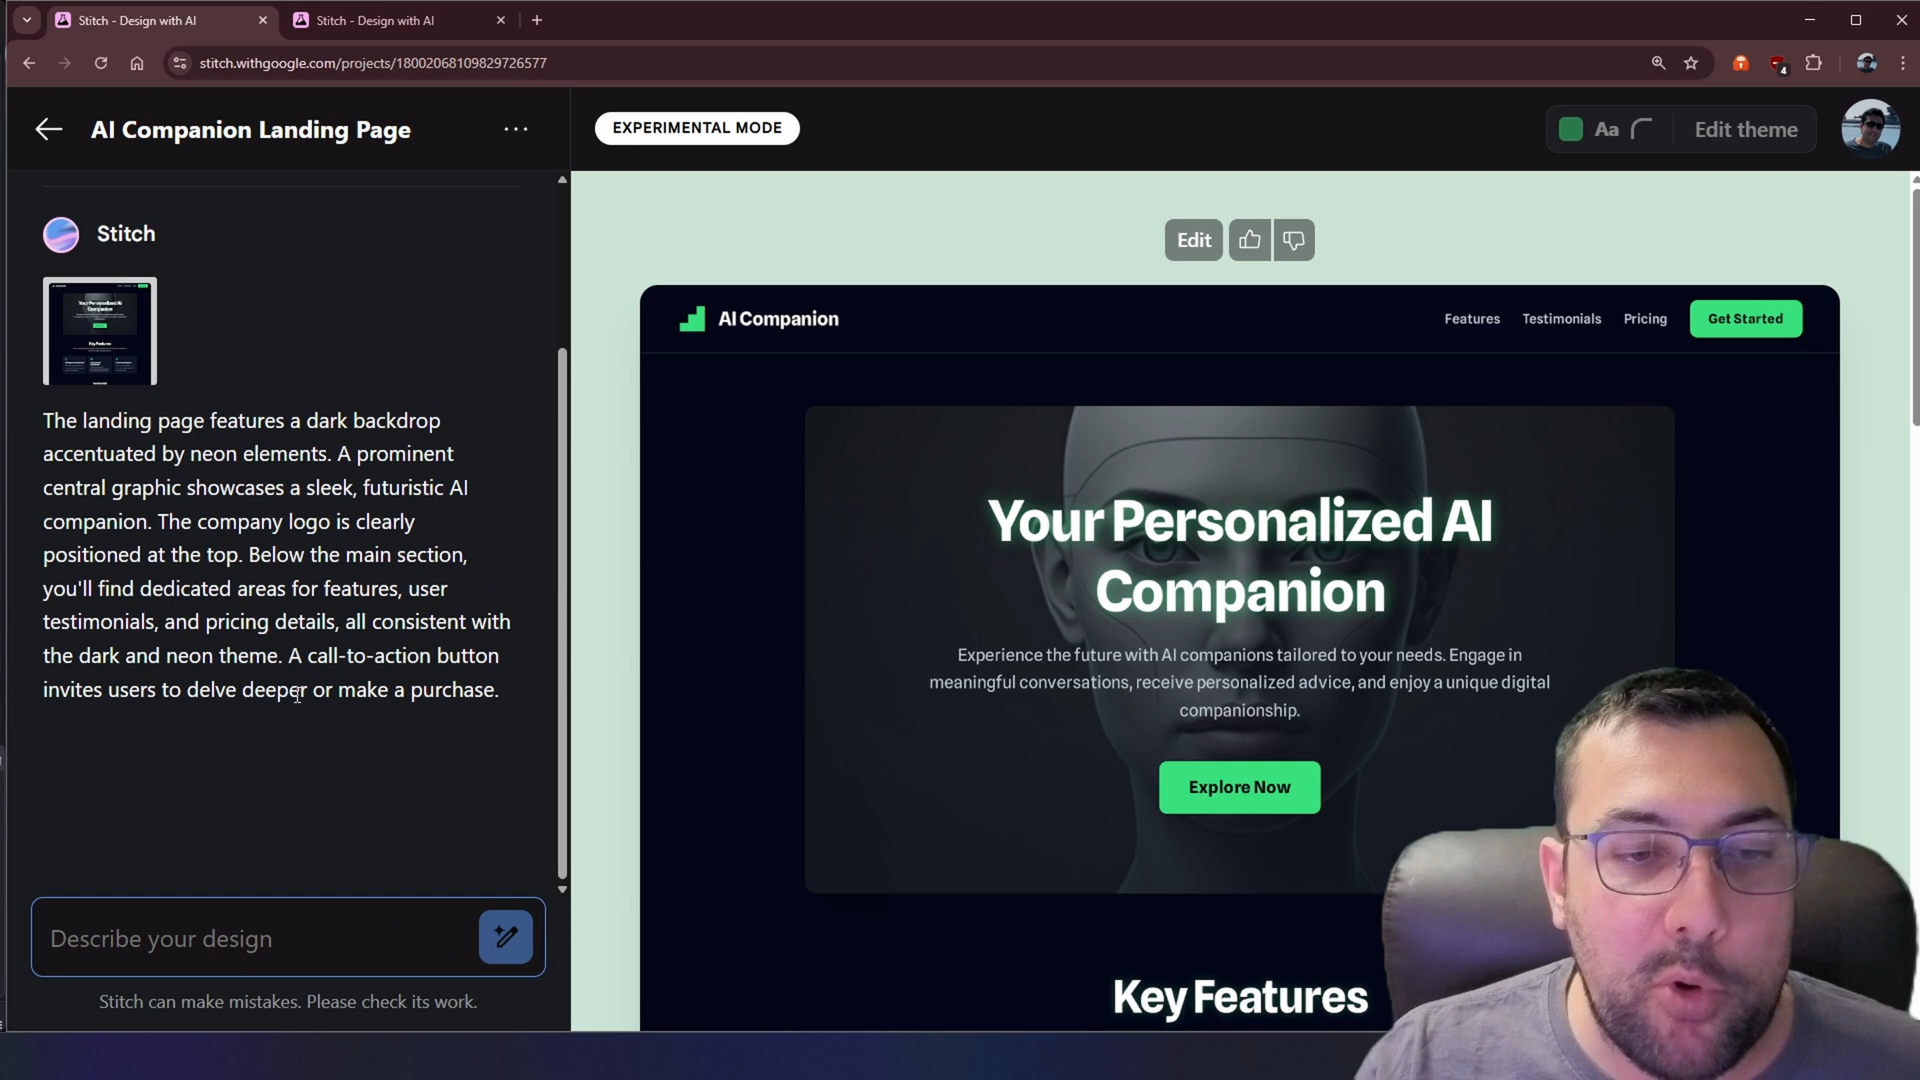 Stitch - Design with AI
Stitch - Design with AI
stitch.withgoogle.com/projects/18002068109829726577
4
AI Companion Landing Page
EXPERIMENTAL MODE
Aa
Edit theme
Stitch
The landing page features a dark backdrop
accentuated by neon elements. A prominent
central graphic showcases a sleek, futuristic AI
companion. The company logo is clearly
positioned at the top. Below the main section,
you'll find dedicated areas for features, user
testimonials, and pricing details, all consistent with
the dark and neon theme. A call-to-action button
invites users to delve deeper or make a purchase.
Describe your design
Stitch can make mistakes. Please check its work.
Edit
AI Companion
Features
Testimonials
Pricing
Get Started
Your Personalized AI
Companion
Experience the future with AI companions tailored to your needs. Engage in
meaningful conversations, receive personalized advice, and enjoy a unique digital
companionship.
Explore Now
Key Features